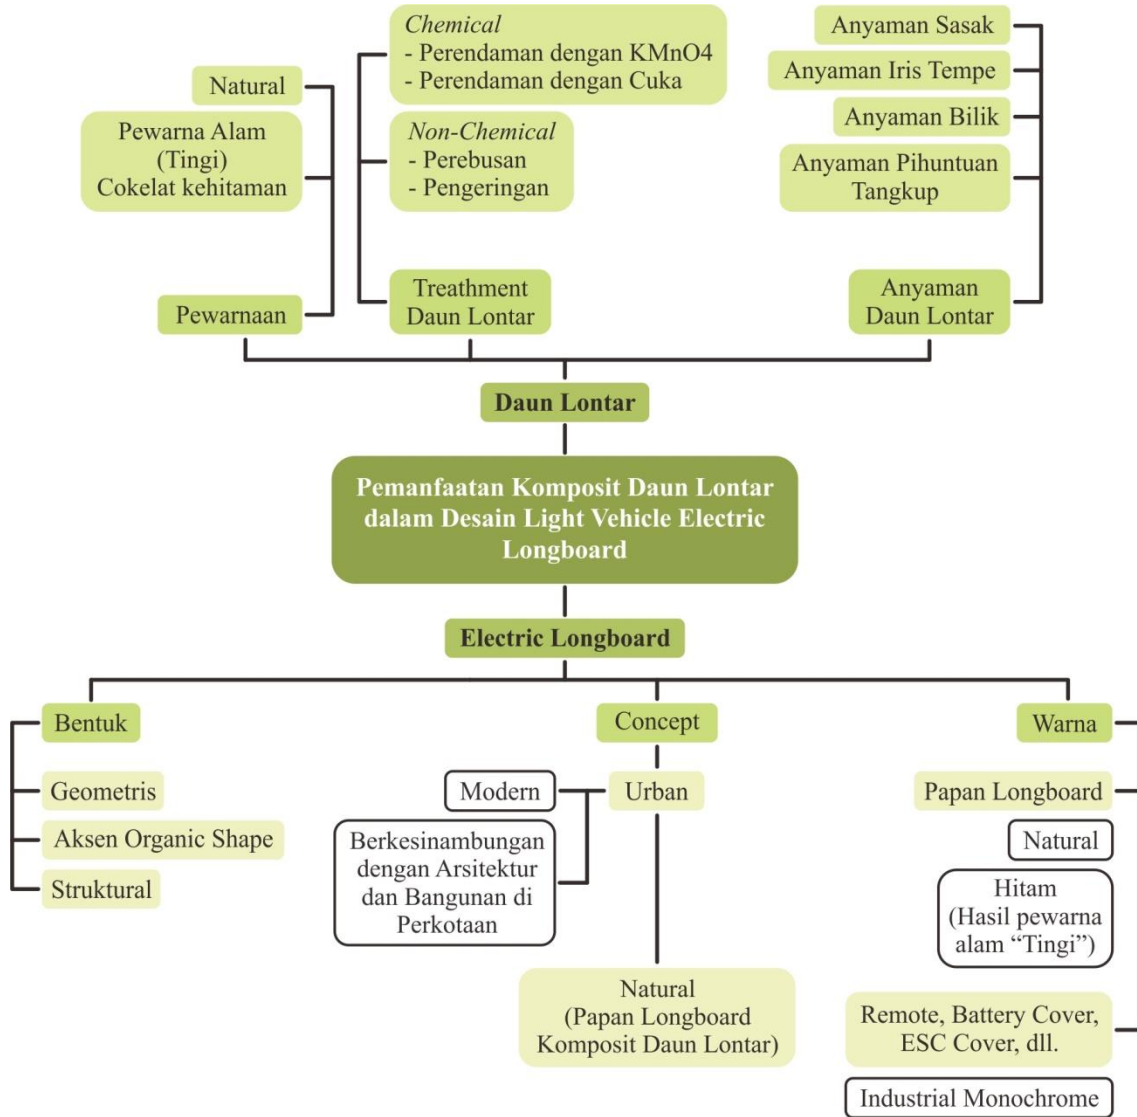 Chemical
- Perendaman dengan KMnO4
- Perendaman dengan Cuka
Natural
Pewarna Alam
(Tingi)
Cokelat kehitaman
Non-Chemical
- Perebusan
- Pengeringan
Anyaman Sasak
Anyaman Iris Tempe
Anyaman Bilik
Anyaman Pihuntuan
Tangkup
Pewarnaan
Treathment
Daun Lontar
Anyaman
Daun Lontar
Daun Lontar
Pemanfaatan Komposit Daun Lontar
dalam Desain Light Vehicle Electric
Longboard
Electric Longboard
Bentuk
Geometris
Aksen Organic Shape
Struktural
Concept
Urban
Modern
Berkesinambungan
dengan Arsitektur
dan Bangunan di
Perkotaan
Natural
(Papan Longboard
Komposit Daun Lontar)
Warna
Papan Longboard
Natural
Hitam
(Hasil pewarna
alam “Tingi”)
Remote, Battery Cover,
ESC Cover, dll.
Industrial Monochrome